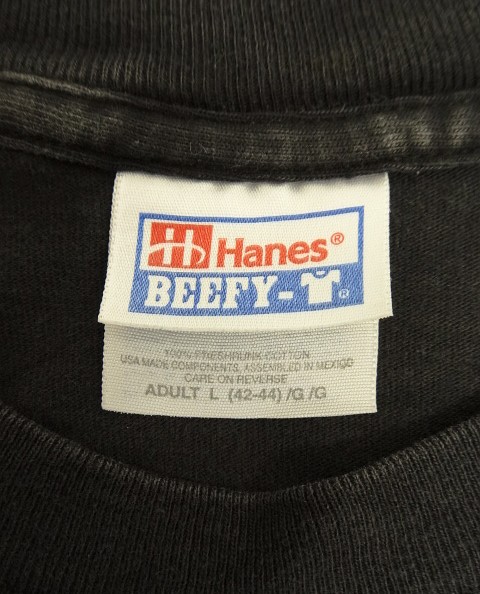 Hanes®
BEEFY-T®
100% PRESHRUNK COTTON
USA MADE COMPONENTS, ASSEMBLED IN MEXICO
CARE ON REVERSE
ADULT L (42-44) /G /G